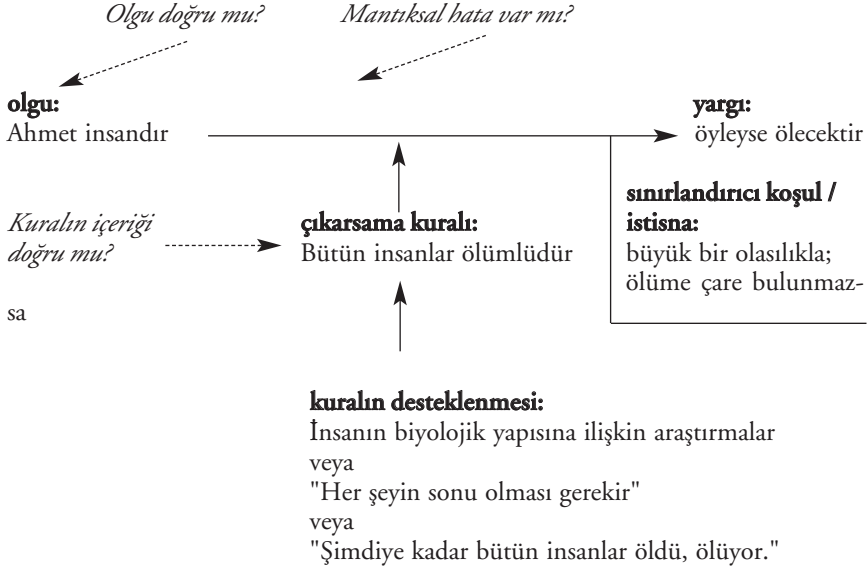 Olgu doğru mu?
Mantıksal hata var mı?
olgu:
Ahmet insandır
yargı:
öyleyse ölecektir
sınırlandırıcı koşul /
istisna:
büyük bir olasılıkla;
ölüme çare bulunmaz-
sa
Kuralın içeriği
doğru mu?
çıkarsama kuralı:
Bütün insanlar ölümlüdür
kuralın desteklenmesi:
İnsanın biyolojik yapısına ilişkin araştırmalar
veya
"Her şeyin sonu olması gerekir"
veya
"Şimdiye kadar bütün insanlar öldü, ölüyor."